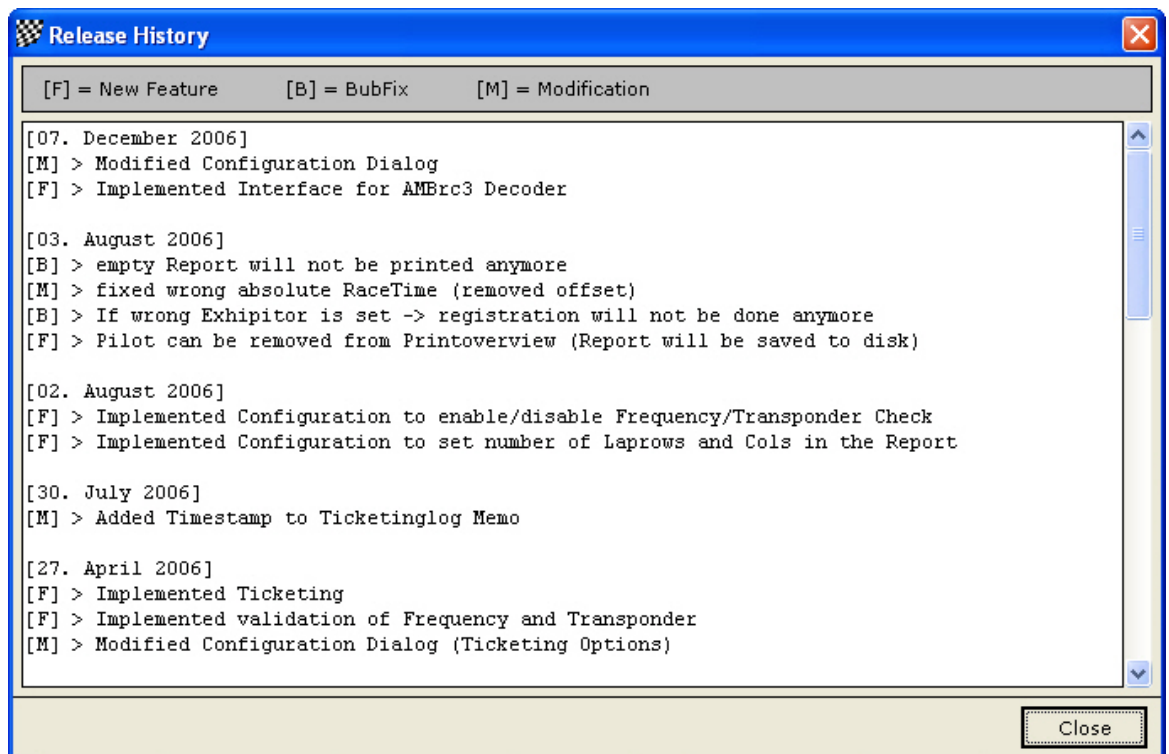 Release History
[F] = New Feature [B] = BubFix [M] = Modification
[07. December 2006]
[M] > Modified Configuration Dialog
[F] > Implemented Interface for AMBrc3 Decoder
[03. August 2006]
[B] > empty Report will not be printed anymore
[M] > fixed wrong absolute RaceTime (removed offset)
[B] > If wrong Exhipitor is set -> registration will not be done anymore
[F] > Pilot can be removed from Printoverview (Report will be saved to disk)
[02. August 2006]
[F] > Implemented Configuration to enable/disable Frequency/Transponder Check
[F] > Implemented Configuration to set number of Laprows and Cols in the Report
[30. July 2006]
[M] > Added Timestamp to Ticketinglog Memo
[27. April 2006]
[F] > Implemented Ticketing
[F] > Implemented validation of Frequency and Transponder
[M] > Modified Configuration Dialog (Ticketing Options)
Close